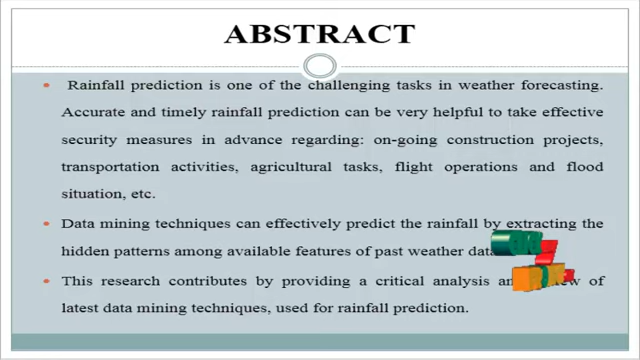 ABSTRACT
• Rainfall prediction is one of the challenging tasks in weather forecasting.
Accurate and timely rainfall prediction can be very helpful to take effective
security measures in advance regarding: on-going construction projects,
transportation activities, agricultural tasks, flight operations and flood
situation, etc.
• Data mining techniques can effectively predict the rainfall by extracting the
hidden patterns among available features of past weather data
• This research contributes by providing a critical analysis of
latest data mining techniques, used for rainfall prediction.